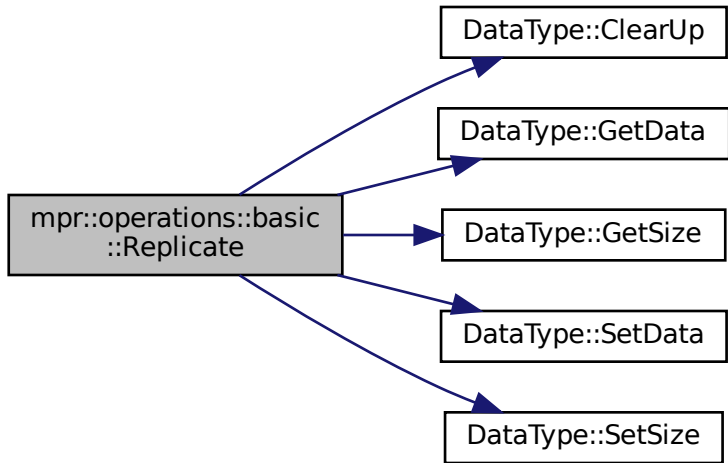 mpr::operations::basic
::Replicate
DataType::ClearUp
DataType::GetData
DataType::GetSize
DataType::SetData
DataType::SetSize